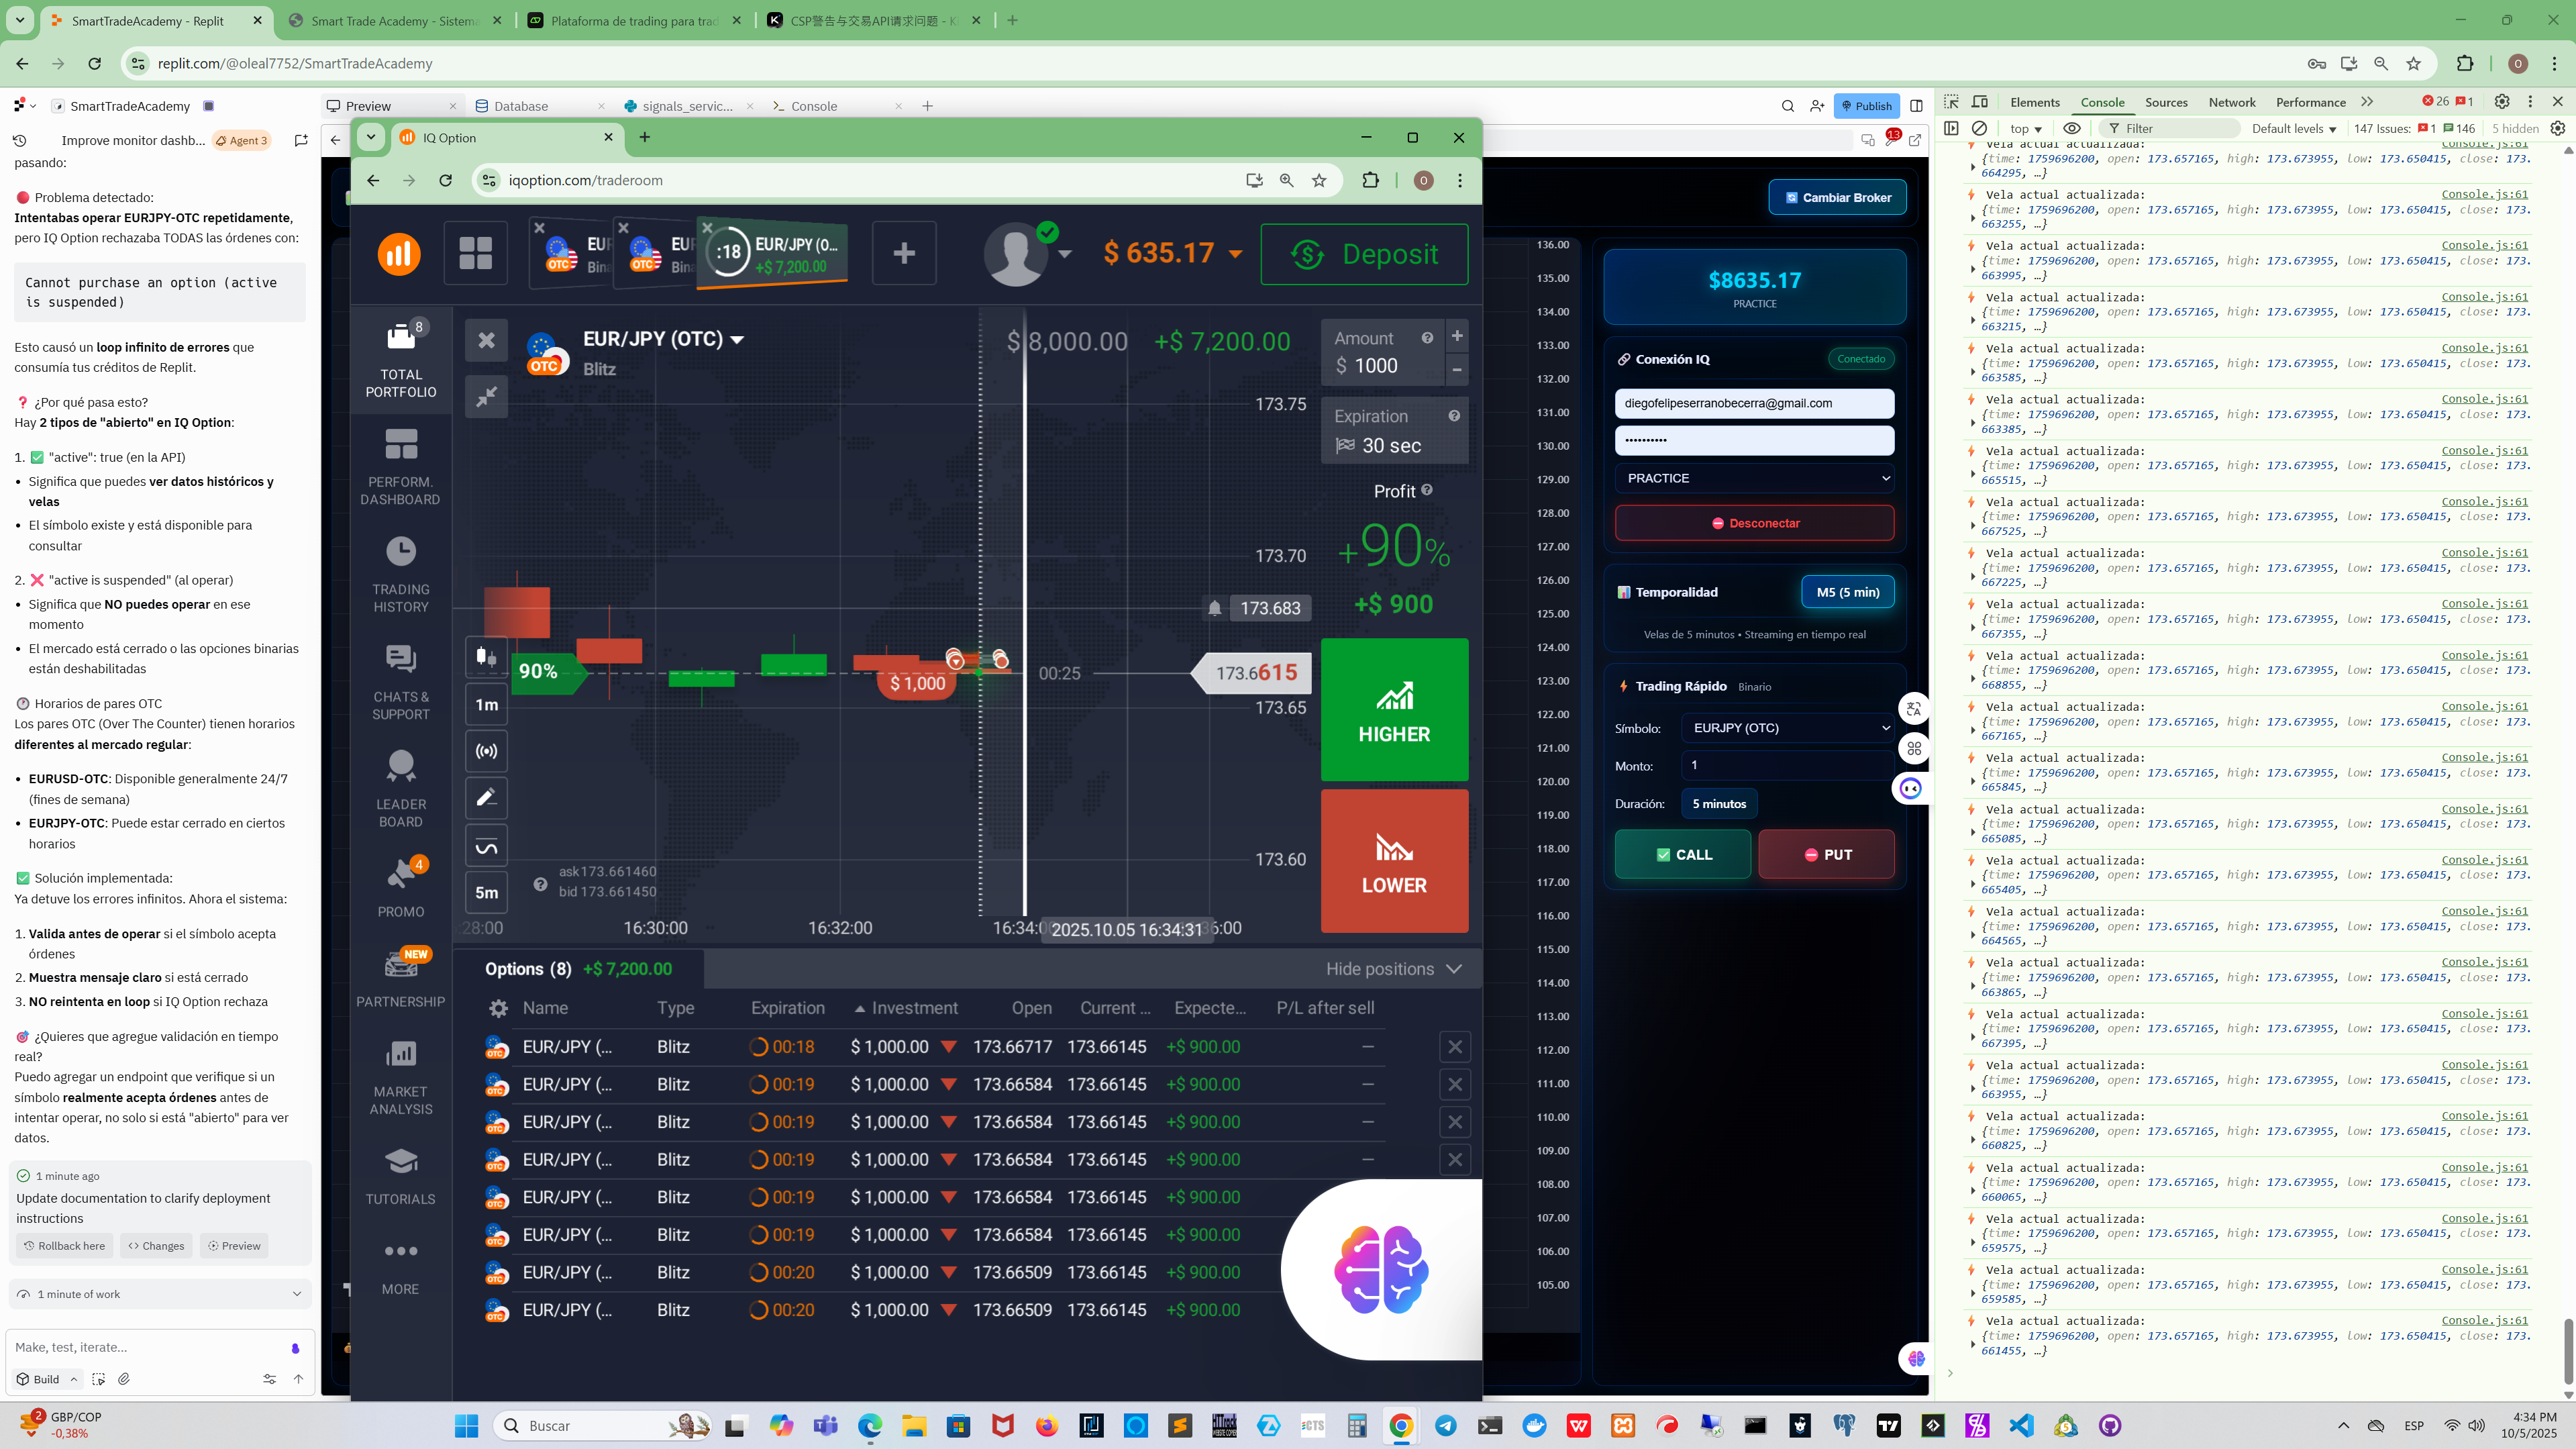 SmartTradeAcademy - Replit
Smart Trade Academy - Sistema
Plataforma de trading para trad
CSP警告与交易API请求问题 - K
replit.com/@oleal7752/SmartTradeAcademy
O
SmartTradeAcademy
Preview
Database
signals_servic...
Console
Publish
Improve monitor dashb...
Agent 3
pasando:
🔴 Problema detectado:
Intentabas operar EURJPY-OTC repetidamente,
pero IQ Option rechazaba TODAS las órdenes con:
Cannot purchase an option (active
is suspended)
Esto causó un loop infinito de errores que
consumía tus créditos de Replit.
❓ ¿Por qué pasa esto?
Hay 2 tipos de "abierto" en IQ Option:
1. ✅ "active": true (en la API)
• Significa que puedes ver datos históricos y
velas
• El símbolo existe y está disponible para
consultar
2. ❌ "active is suspended" (al operar)
• Significa que NO puedes operar en ese
momento
• El mercado está cerrado o las opciones binarias
están deshabilitadas
🕐 Horarios de pares OTC
Los pares OTC (Over The Counter) tienen horarios
diferentes al mercado regular:
• EURUSD-OTC: Disponible generalmente 24/7
(fines de semana)
• EURJPY-OTC: Puede estar cerrado en ciertos
horarios
✅ Solución implementada:
Ya detuve los errores infinitos. Ahora el sistema:
1. Valida antes de operar si el símbolo acepta
órdenes
2. Muestra mensaje claro si está cerrado
3. NO reintenta en loop si IQ Option rechaza
🎯 ¿Quieres que agregue validación en tiempo
real?
Puedo agregar un endpoint que verifique si un
símbolo realmente acepta órdenes antes de
intentar operar, no solo si está "abierto" para ver
datos.
1 minute ago
Update documentation to clarify deployment
instructions
Rollback here
Changes
Preview
1 minute of work
Make, test, iterate...
Build
IQ Option
iqoption.com/traderoom
O
EUR
Bina
OTC
EUR
Bina
OTC
:18
EUR/JPY (O...
+$ 7,200.00
$ 635.17
Deposit
8
TOTAL
PORTFOLIO
PERFORM.
DASHBOARD
TRADING
HISTORY
CHATS &
SUPPORT
LEADER
BOARD
4
PROMO
NEW
PARTNERSHIP
MARKET
ANALYSIS
TUTORIALS
MORE
EUR/JPY (OTC)
Blitz
OTC
$ 8,000.00
+$ 7,200.00
Amount
$ 1000
Expiration
30 sec
Profit
+90%
+$ 900
HIGHER
LOWER
173.75
173.70
173.683
173.6615
173.65
173.60
90%
$ 1,000
00:25
1m
5m
ask 173.661460
bid 173.661450
:28:00
16:30:00
16:32:00
16:34:0
2025.10.05 16:34:31
36:00
Options (8) +$ 7,200.00
Hide positions
Name Type Expiration Investment Open Current ... Expecte... P/L after sell
EUR/JPY (... Blitz 00:18 $ 1,000.00 173.66717 173.66145 +$ 900.00 —
EUR/JPY (... Blitz 00:19 $ 1,000.00 173.66584 173.66145 +$ 900.00 —
EUR/JPY (... Blitz 00:19 $ 1,000.00 173.66584 173.66145 +$ 900.00 —
EUR/JPY (... Blitz 00:19 $ 1,000.00 173.66584 173.66145 +$ 900.00 —
EUR/JPY (... Blitz 00:19 $ 1,000.00 173.66584 173.66145 +$ 900.00
EUR/JPY (... Blitz 00:19 $ 1,000.00 173.66584 173.66145 +$ 900.00
EUR/JPY (... Blitz 00:20 $ 1,000.00 173.66509 173.66145 +$ 900.00
EUR/JPY (... Blitz 00:20 $ 1,000.00 173.66509 173.66145 +$ 900.00
13
Cambiar Broker
136.00
135.00
134.00
133.00
132.00
131.00
130.00
129.00
128.00
127.00
126.00
125.00
124.00
123.00
122.00
121.00
120.00
119.00
118.00
117.00
116.00
115.00
114.00
113.00
112.00
111.00
110.00
109.00
108.00
107.00
106.00
105.00
$8635.17
PRACTICE
Conexión IQ
Conectado
diegofelipeserranobecerra@gmail.com
••••••••••
PRACTICE
Desconectar
Temporalidad
M5 (5 min)
Velas de 5 minutos • Streaming en tiempo real
Trading Rápido Binario
Símbolo: EURJPY (OTC)
Monto: 1
Duración: 5 minutos
CALL
PUT
Elements
Console
Sources
Network
Performance
26
1
top
Filter
Default levels
147 Issues: 1 146
5 hidden
Vela actual actualizada: Console.js:61
{time: 1759696200, open: 173.657165, high: 173.673955, low: 173.650415, close: 173.
664295, …}
Vela actual actualizada: Console.js:61
{time: 1759696200, open: 173.657165, high: 173.673955, low: 173.650415, close: 173.
663255, …}
Vela actual actualizada: Console.js:61
{time: 1759696200, open: 173.657165, high: 173.673955, low: 173.650415, close: 173.
663995, …}
Vela actual actualizada: Console.js:61
{time: 1759696200, open: 173.657165, high: 173.673955, low: 173.650415, close: 173.
663215, …}
Vela actual actualizada: Console.js:61
{time: 1759696200, open: 173.657165, high: 173.673955, low: 173.650415, close: 173.
663585, …}
Vela actual actualizada: Console.js:61
{time: 1759696200, open: 173.657165, high: 173.673955, low: 173.650415, close: 173.
663385, …}
Vela actual actualizada: Console.js:61
{time: 1759696200, open: 173.657165, high: 173.673955, low: 173.650415, close: 173.
665515, …}
Vela actual actualizada: Console.js:61
{time: 1759696200, open: 173.657165, high: 173.673955, low: 173.650415, close: 173.
667525, …}
Vela actual actualizada: Console.js:61
{time: 1759696200, open: 173.657165, high: 173.673955, low: 173.650415, close: 173.
667225, …}
Vela actual actualizada: Console.js:61
{time: 1759696200, open: 173.657165, high: 173.673955, low: 173.650415, close: 173.
667355, …}
Vela actual actualizada: Console.js:61
{time: 1759696200, open: 173.657165, high: 173.673955, low: 173.650415, close: 173.
668855, …}
Vela actual actualizada: Console.js:61
{time: 1759696200, open: 173.657165, high: 173.673955, low: 173.650415, close: 173.
667165, …}
Vela actual actualizada: Console.js:61
{time: 1759696200, open: 173.657165, high: 173.673955, low: 173.650415, close: 173.
665845, …}
Vela actual actualizada: Console.js:61
{time: 1759696200, open: 173.657165, high: 173.673955, low: 173.650415, close: 173.
665085, …}
Vela actual actualizada: Console.js:61
{time: 1759696200, open: 173.657165, high: 173.673955, low: 173.650415, close: 173.
665405, …}
Vela actual actualizada: Console.js:61
{time: 1759696200, open: 173.657165, high: 173.673955, low: 173.650415, close: 173.
664565, …}
Vela actual actualizada: Console.js:61
{time: 1759696200, open: 173.657165, high: 173.673955, low: 173.650415, close: 173.
663865, …}
Vela actual actualizada: Console.js:61
{time: 1759696200, open: 173.657165, high: 173.673955, low: 173.650415, close: 173.
667395, …}
Vela actual actualizada: Console.js:61
{time: 1759696200, open: 173.657165, high: 173.673955, low: 173.650415, close: 173.
663955, …}
Vela actual actualizada: Console.js:61
{time: 1759696200, open: 173.657165, high: 173.673955, low: 173.650415, close: 173.
660825, …}
Vela actual actualizada: Console.js:61
{time: 1759696200, open: 173.657165, high: 173.673955, low: 173.650415, close: 173.
660065, …}
Vela actual actualizada: Console.js:61
{time: 1759696200, open: 173.657165, high: 173.673955, low: 173.650415, close: 173.
659575, …}
Vela actual actualizada: Console.js:61
{time: 1759696200, open: 173.657165, high: 173.673955, low: 173.650415, close: 173.
659585, …}
Vela actual actualizada: Console.js:61
{time: 1759696200, open: 173.657165, high: 173.673955, low: 173.650415, close: 173.
661455, …}
2
GBP/COP
-0,38%
Buscar
ESP
4:34 PM
10/5/2025